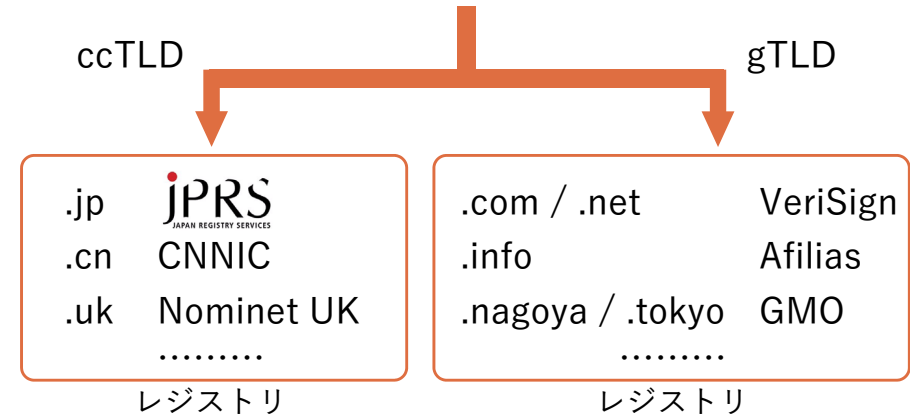 ccTLD
gTLD
.jp JPRS
JAPAN REGISTRY SERVICES
.cn CNNIC
.uk Nominet UK
………
レジストリ
.com / .net VeriSign
.info Afilias
.nagoya / .tokyo GMO
………
レジストリ